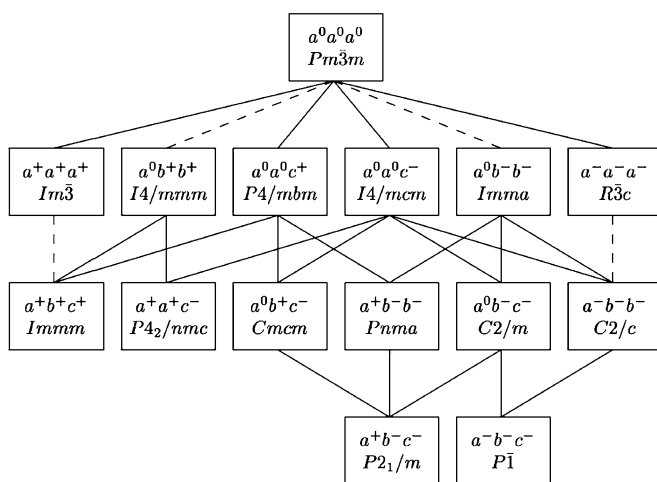 a⁰a⁰a⁰
Pm3̄m
a⁺a⁺a⁺
Im3̄
a⁰b⁺b⁺
I4/mmm
a⁰a⁰c⁺
P4/mbm
a⁰a⁰c⁻
I4/mcm
a⁰b⁻b⁻
Imma
a⁻a⁻a⁻
R3̄c
a⁺b⁺c⁺
Immm
a⁺a⁺c⁻
P4₂/nmc
a⁰b⁺c⁻
Cmcm
a⁺b⁻b⁻
Pnma
a⁰b⁻c⁻
C2/m
a⁻b⁻b⁻
C2/c
a⁺b⁻c⁻
P2₁/m
a⁻b⁻c⁻
P1̄